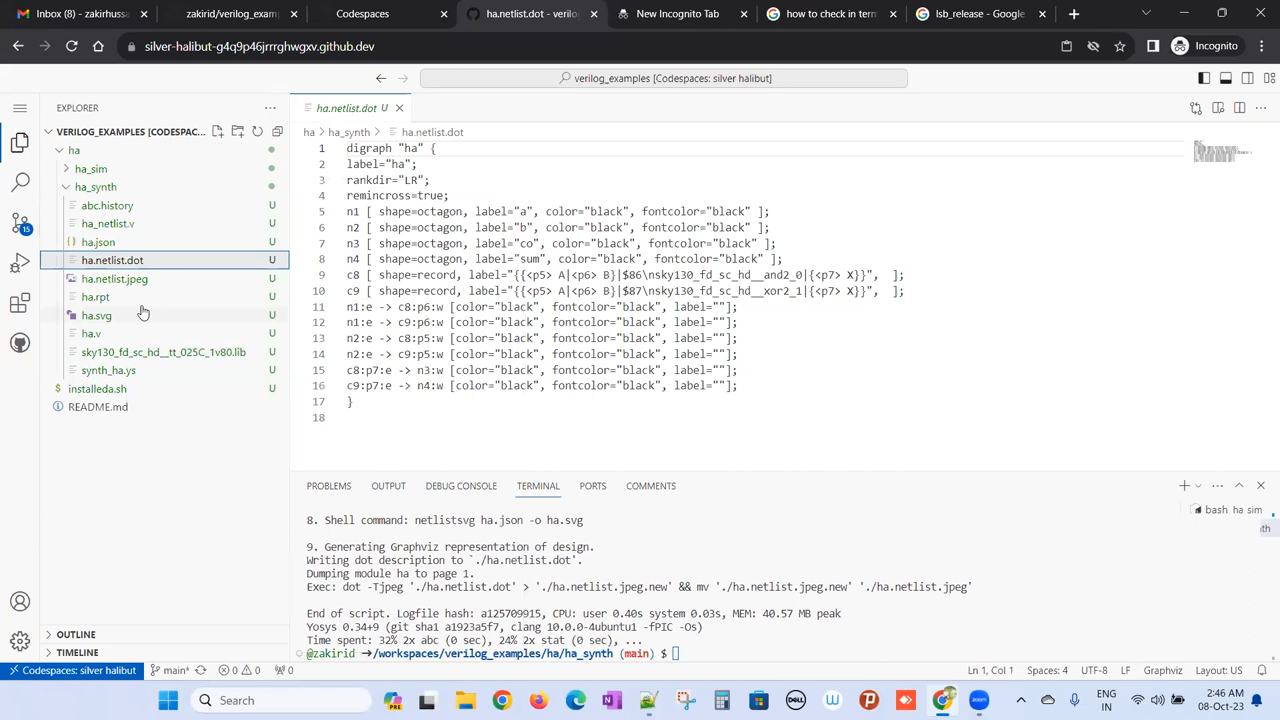 Inbox (8) - zakirhussa
zakirid/verilog_examp
Codespaces
ha.netlist.dot - verilo
New Incognito Tab
how to check in term
lsb_release - Google
silver-halibut-g4q9p46jrrrghwgxv.github.dev
Incognito
verilog_examples [Codespaces: silver halibut]
EXPLORER
ha.netlist.dot U
VERILOG_EXAMPLES [CODESPAC...
ha > ha_synth > ha.netlist.dot
ha
ha_sim
ha_synth
abc.history U
ha_netlist.v U
ha.json U
ha.netlist.dot U
ha.netlist.jpeg U
ha.rpt U
ha.svg U
ha.v U
sky130_fd_sc_hd__tt_025C_1v80.lib U
synth_ha.ys U
installeda.sh U
README.md
OUTLINE
TIMELINE
1 digraph "ha" {
2 label="ha";
3 rankdir="LR";
4 remincross=true;
5 n1 [ shape=octagon, label="a", color="black", fontcolor="black" ];
6 n2 [ shape=octagon, label="b", color="black", fontcolor="black" ];
7 n3 [ shape=octagon, label="co", color="black", fontcolor="black" ];
8 n4 [ shape=octagon, label="sum", color="black", fontcolor="black" ];
9 c8 [ shape=record, label="{{<p5> A|<p6> B}|$86\nsky130_fd_sc_hd__and2_0|{<p7> X}}",  ];
10 c9 [ shape=record, label="{{<p5> A|<p6> B}|$87\nsky130_fd_sc_hd__xor2_1|{<p7> X}}",  ];
11 n1:e -> c8:p6:w [color="black", fontcolor="black", label=""];
12 n1:e -> c9:p6:w [color="black", fontcolor="black", label=""];
13 n2:e -> c8:p5:w [color="black", fontcolor="black", label=""];
14 n2:e -> c9:p5:w [color="black", fontcolor="black", label=""];
15 c8:p7:e -> n3:w [color="black", fontcolor="black", label=""];
16 c9:p7:e -> n4:w [color="black", fontcolor="black", label=""];
17 }
18
PROBLEMS OUTPUT DEBUG CONSOLE TERMINAL PORTS COMMENTS
bash ha sim
8. Shell command: netlistsvg ha.json -o ha.svg
9. Generating Graphviz representation of design.
Writing dot description to `./ha.netlist.dot'.
Dumping module ha to page 1.
Exec: dot -Tjpeg './ha.netlist.dot' > './ha.netlist.jpeg.new' && mv './ha.netlist.jpeg.new' './ha.netlist.jpeg'
End of script. Logfile hash: a125709915, CPU: user 0.40s system 0.03s, MEM: 40.57 MB peak
Yosys 0.34+9 (git sha1 a1923a5f7, clang 10.0.0-4ubuntu1 -fPIC -Os)
Time spent: 32% 2x abc (0 sec), 24% 2x stat (0 sec), ...
@zakirid →/workspaces/verilog_examples/ha/ha_synth (main) $
Codespaces: silver halibut main* 0 0 0 Ln 1, Col 1 Spaces: 4 UTF-8 LF Graphviz Layout: US
15
Search
PRE
DELL
ENG
IN
2:46 AM
08-Oct-23